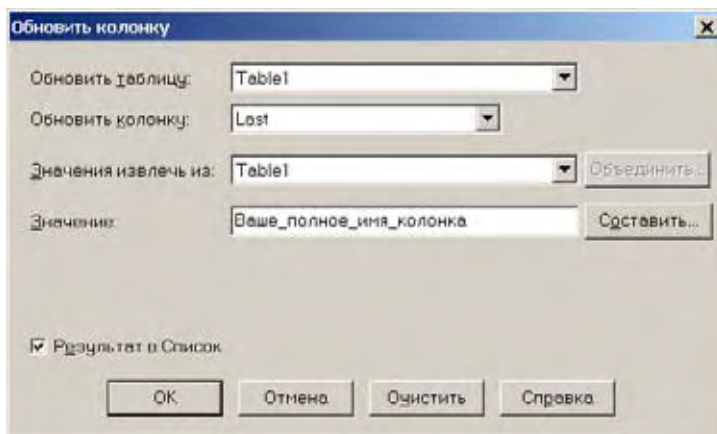 Обновить колонку
Обновить таблицу: Table1
Обновить колонку: Last
Значения извлечь из: Table1 Объединить...
Значение: Ваше_полное_имя_колонка Составить...
Результат в Список
ОК Отмена Очистить Справка